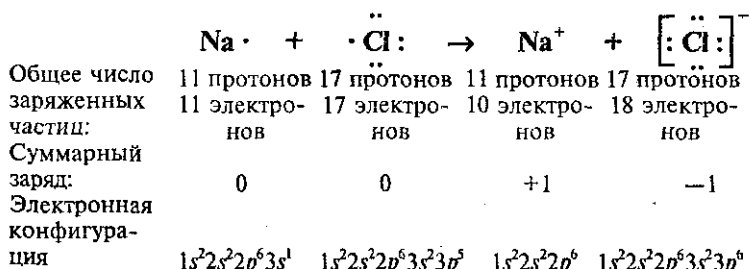 Na · + · Cl : → Na⁺ + [: Cl :]⁻
Общее число 11 протонов 17 протонов 11 протонов 17 протонов
заряженных 11 электро- 17 электро- 10 электро- 18 электро-
частиц: нов нов нов нов
Суммарный
заряд: 0 0 +1 —1
Электронная
конфигура-
ция 1s²2s²2p⁶3s¹ 1s²2s²2p⁶3s²3p⁵ 1s²2s²2p⁶ 1s²2s²2p⁶3s²3p⁶